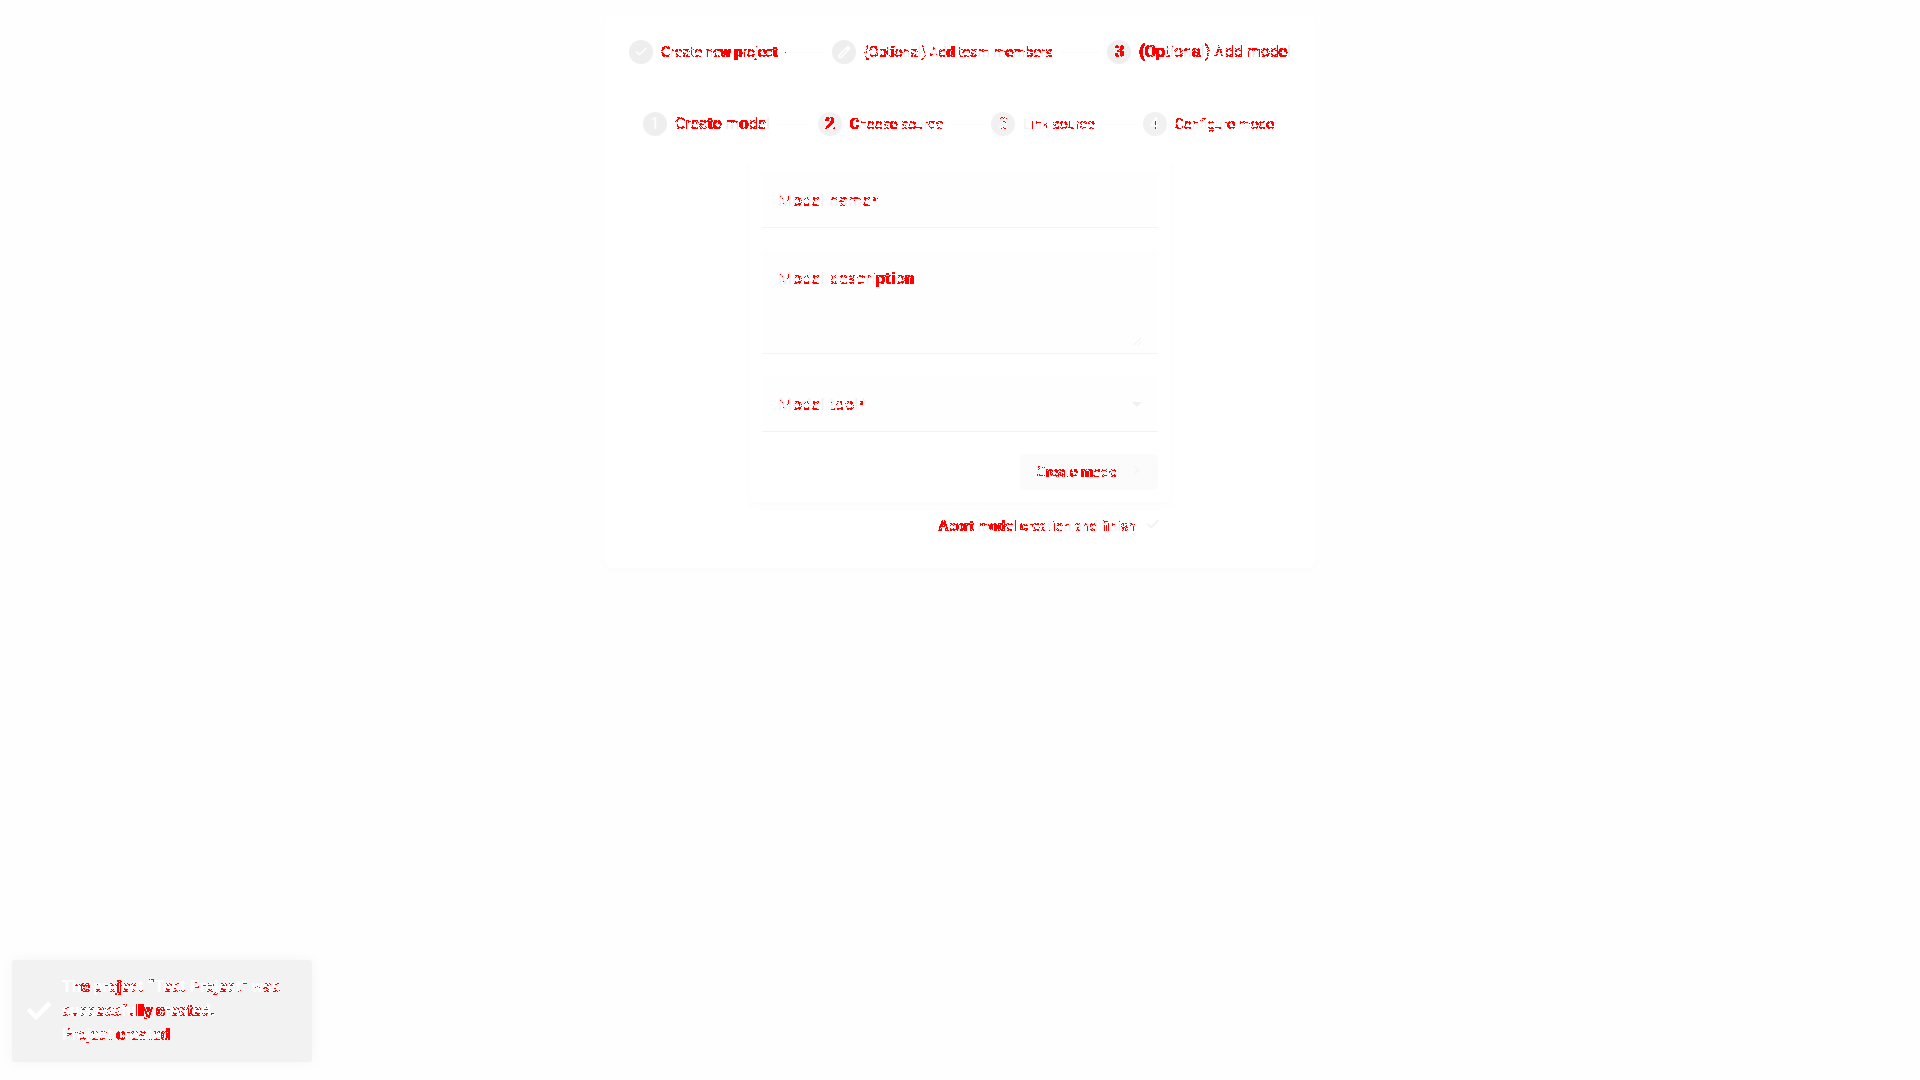 Create new project
(Optional) Add team members
3 (Optional) Add model
1 Create model
2 Choose source
3 Link source
4 Configure model
Model name*
Model description
Model
Create model
Abort model creation and finish
The project "Test Project" was
successfully created.
Project created